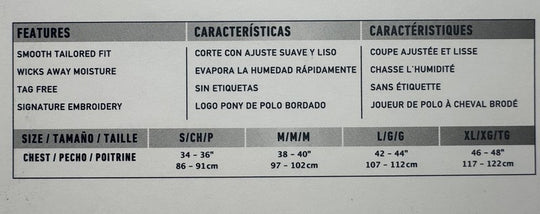 FEATURES CARACTERÍSTICAS CARACTÉRISTIQUES
SMOOTH TAILORED FIT CORTE CON AJUSTE SUAVE Y LISO COUPE AJUSTÉE ET LISSE
WICKS AWAY MOISTURE EVAPORA LA HUMEDAD RÁPIDAMENTE CHASSE L'HUMIDITÉ
TAG FREE SIN ETIQUETAS SANS ÉTIQUETTE
SIGNATURE EMBROIDERY LOGO PONY DE POLO BORDADO JOUEUR DE POLO À CHEVAL BRODÉ
SIZE / TAMAÑO / TAILLE S/CH/P M/M/M L/G/G XL/XG/TG
CHEST / PECHO / POITRINE 34 - 36" 38 - 40" 42 - 44" 46 - 48"
86 - 91cm 97 - 102cm 107 - 112cm 117 - 122cm